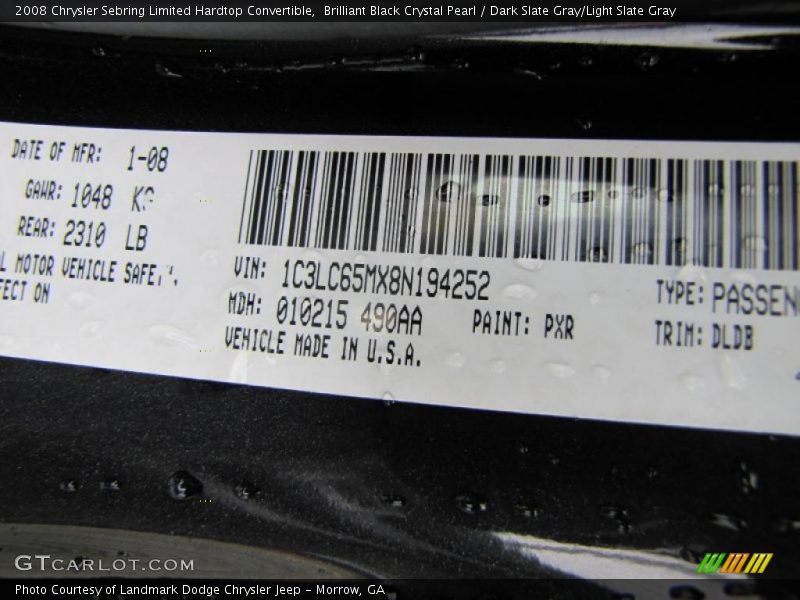 2008 Chrysler Sebring Limited Hardtop Convertible, Brilliant Black Crystal Pearl / Dark Slate Gray/Light Slate Gray
DATE OF MFR: 1-08
GAWR: 1048 KG
REAR: 2310 LB
L MOTOR VEHICLE SAFE
FECT ON
VIN: 1C3LC65MX8N194252
MDH: 010215 490AA
VEHICLE MADE IN U.S.A.
PAINT: PXR
TYPE: PASSEN
TRIM: DLDB
GTCARLOT.COM
Photo Courtesy of Landmark Dodge Chrysler Jeep - Morrow, GA